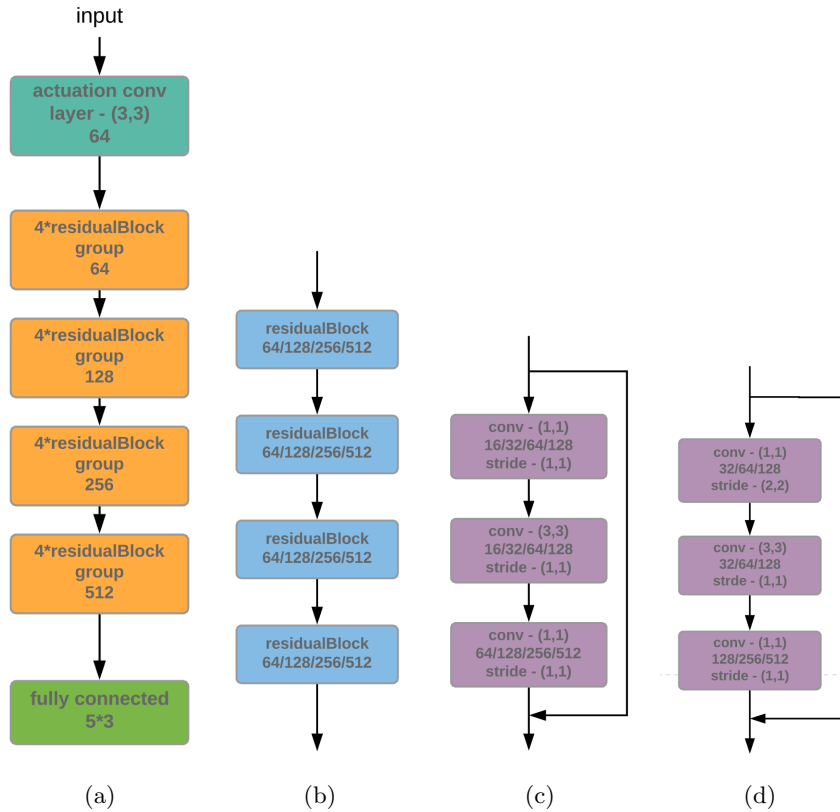 input
actuation conv
layer - (3,3)
64
4*residualBlock
group
64
4*residualBlock
group
128
4*residualBlock
group
256
4*residualBlock
group
512
fully connected
5*3
(a)
residualBlock
64/128/256/512
residualBlock
64/128/256/512
residualBlock
64/128/256/512
residualBlock
64/128/256/512
(b)
conv - (1,1)
16/32/64/128
stride - (1,1)
conv - (3,3)
16/32/64/128
stride - (1,1)
conv - (1,1)
64/128/256/512
stride - (1,1)
(c)
conv - (1,1)
32/64/128
stride - (2,2)
conv - (3,3)
32/64/128
strde - (1,1)
conv - (1,1)
128/256/512
stride - (1,1)
(d)